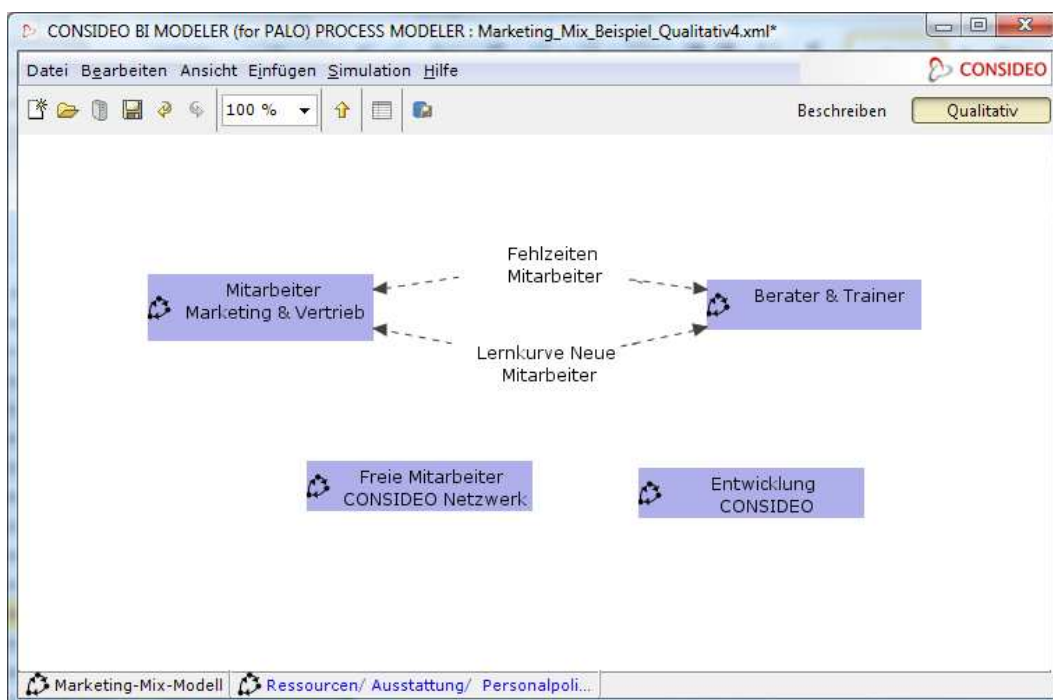 CONSIDEO BI MODELER (for PALO) PROCESS MODELER : Marketing_Mix_Beispiel_Qualitativ4.xml*
Datei Bearbeiten Ansicht Einfügen Simulation Hilfe
CONSIDEO
100 %
Beschreiben
Qualitativ
Fehlzeiten
Mitarbeiter
Mitarbeiter
Marketing & Vertrieb
Berater & Trainer
Lernkurve Neue
Mitarbeiter
Freie Mitarbeiter
CONSIDEO Netzwerk
Entwicklung
CONSIDEO
Marketing-Mix-Modell
Ressourcen/ Ausstattung/ Personalpoli...